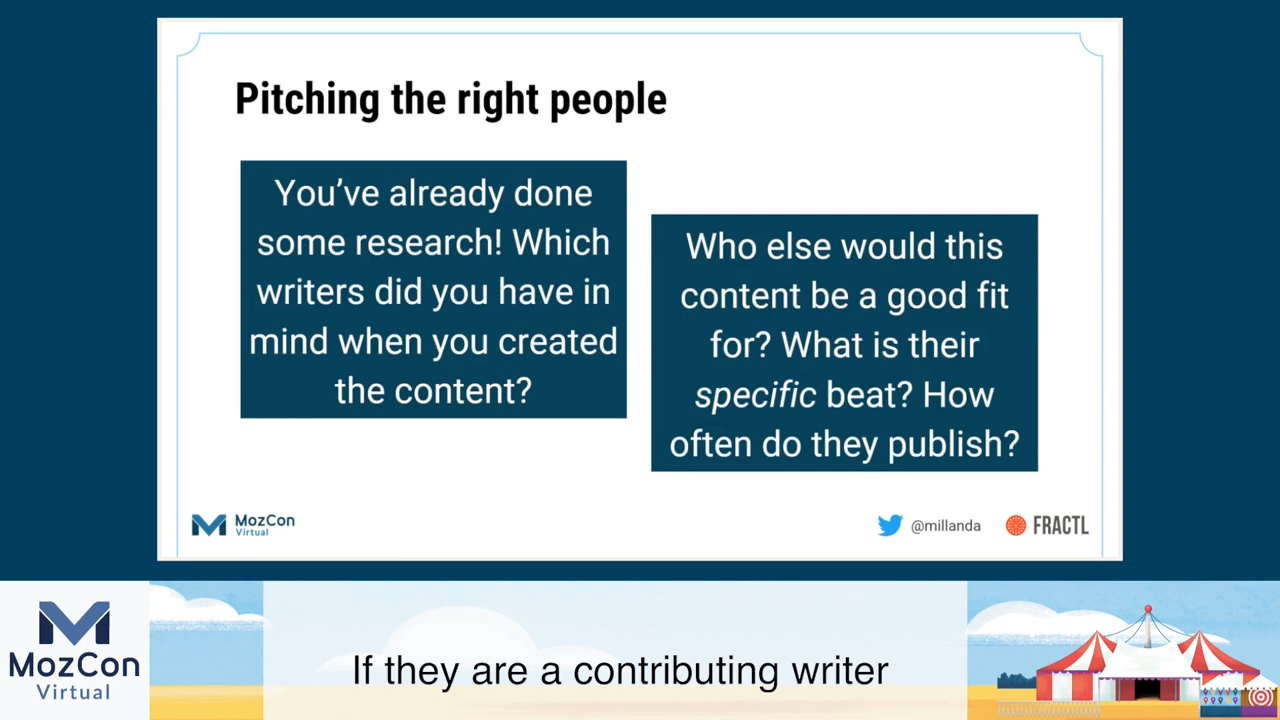 Pitching the right people
You’ve already done
some research! Which
writers did you have in
mind when you created
the content?
Who else would this
content be a good fit
for? What is their
specific beat? How
often do they publish?
MozCon
Virtual
@millanda
FRACTL
MozCon
Virtual
If they are a contributing writer